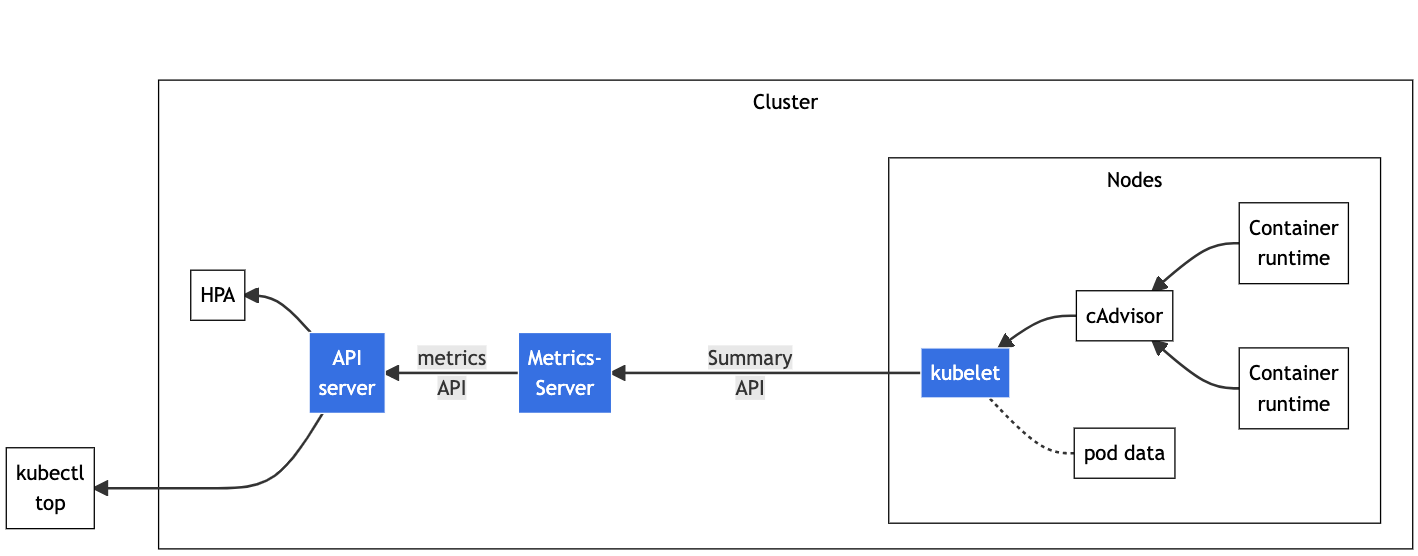 Cluster
Nodes
Container
runtime
HPA
cAdvisor
API
server
metrics
API
Metrics-
Server
Summary
API
kubelet
Container
runtime
pod data
kubectl
top